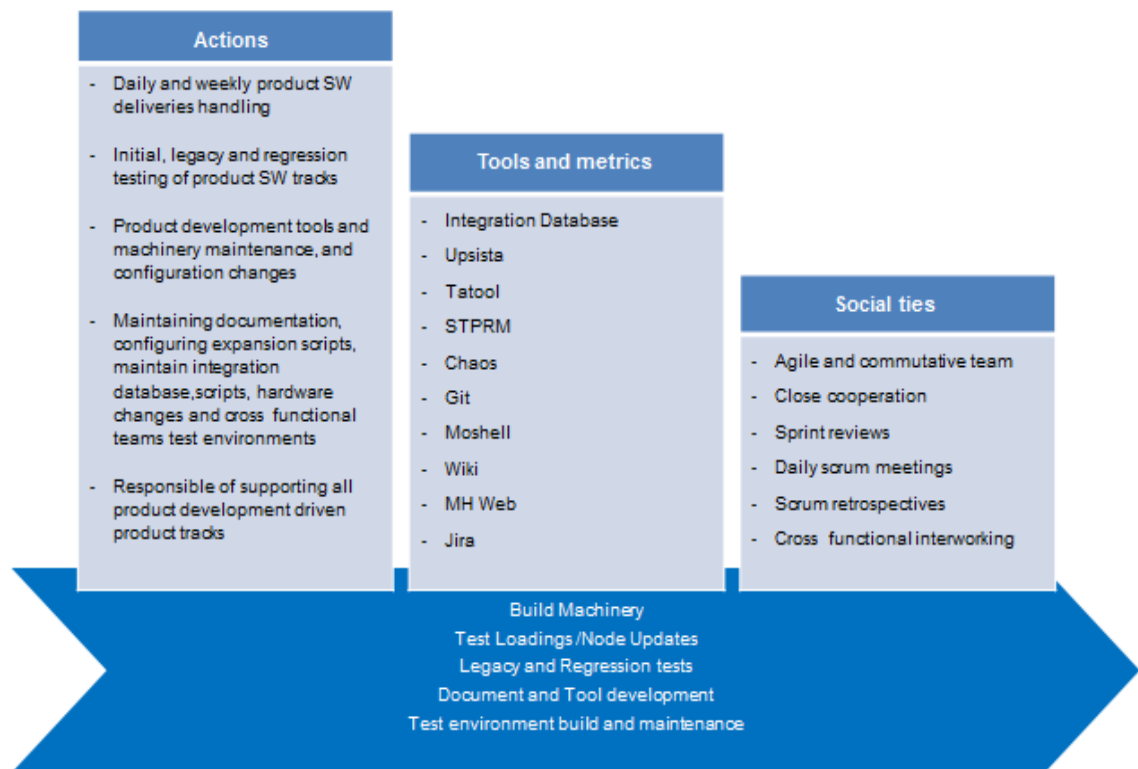 Actions
- Daily and weekly product SW
deliveries handling
- Initial, legacy and regression
testing of product SW tracks
- Product development tools and
machinery maintenance, and
configuration changes
- Maintaining documentation,
configuring expansion scripts,
maintain integration
database,scripts, hardware
changes and cross functional
teams test environments
- Responsible of supporting all
product development driven
product tracks
Tools and metrics
- Integration Database
- Upsista
- Tatool
- STPRM
- Chaos
- Git
- Moshell
- Wiki
- MH Web
- Jira
Social ties
- Agile and commutative team
- Close cooperation
- Sprint reviews
- Daily scrum meetings
- Scrum retrospectives
- Cross functional interworking
Build Machinery
Test Loadings /Node Updates
Legacy and Regression tests
Document and Tool development
Test environment build and maintenance